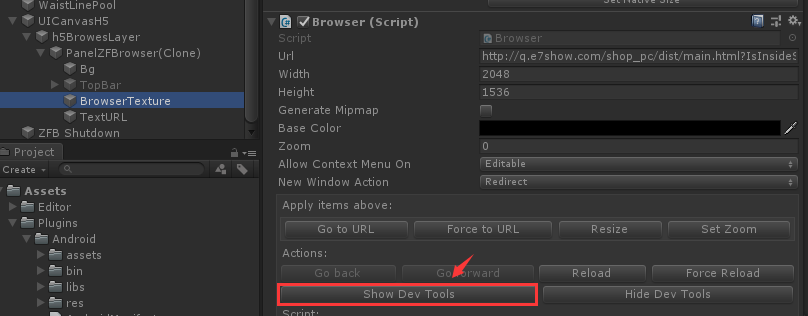 WaistLinePool
UICanvasH5
h5BrowesLayer
PanelZFBrowser(Clone)
Bg
TopBar
BrowserTexture
TextURL
ZFB Shutdown
Project
Create
Assets
Editor
Plugins
Android
assets
bin
libs
res
Set Native Size
Browser (Script)
Script Browser
Url http://q.e7show.com/shop_pc/dist/main.html?IsInsideS
Width 2048
Height 1536
Generate Mipmap
Base Color
Zoom 0
Allow Context Menu On Editable
New Window Action Redirect
Apply items above:
Go to URL Force to URL Resize Set Zoom
Actions:
Go back Go forward Reload Force Reload
Show Dev Tools Hide Dev Tools
Script: